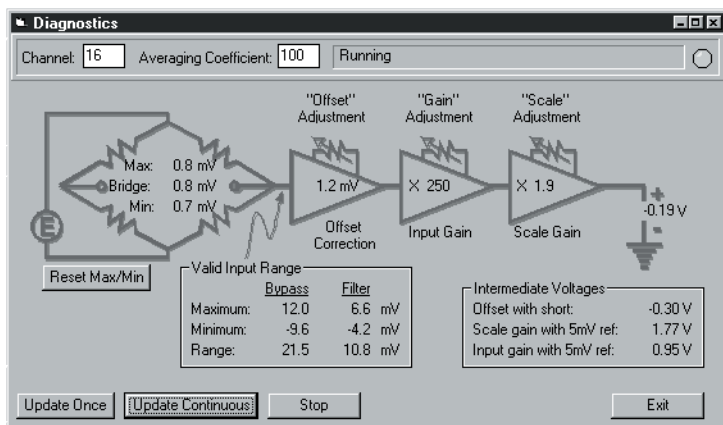 Diagnostics
Channel: 16 Averaging Coefficient: 100 Running
"Offset" Adjustment
"Gain" Adjustment
"Scale" Adjustment
Max: 0.8 mV
Bridge: 0.8 mV
Min: 0.7 mV
1.2 mV
X 250
X 1.9
+
-0.19 V
-
E
Offset Correction
Input Gain
Scale Gain
Reset Max/Min
Valid Input Range
Bypass Filter
Maximum: 12.0 6.6 mV
Minimum: -9.6 -4.2 mV
Range: 21.5 10.8 mV
Intermediate Voltages
Offset with short: -0.30 V
Scale gain with 5mV ref: 1.77 V
Input gain with 5mV ref: 0.95 V
Update Once Update Continuous Stop Exit